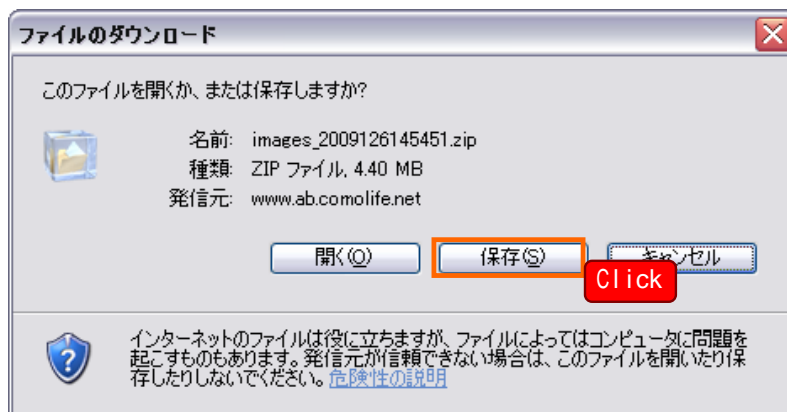 ファイルのダウンロード
このファイルを開くか、または保存しますか?
名前: images_2009126145451.zip
種類: ZIP ファイル, 4.40 MB
発信元: www.ab.comolife.net
開く(O) 保存(S) キャンセル
Click
インターネットのファイルは役に立ちますが、ファイルによってはコンピュータに問題を
起こすものもあります。発信元が信頼できない場合は、このファイルを開いたり保
存したりしないでください。危険性の説明